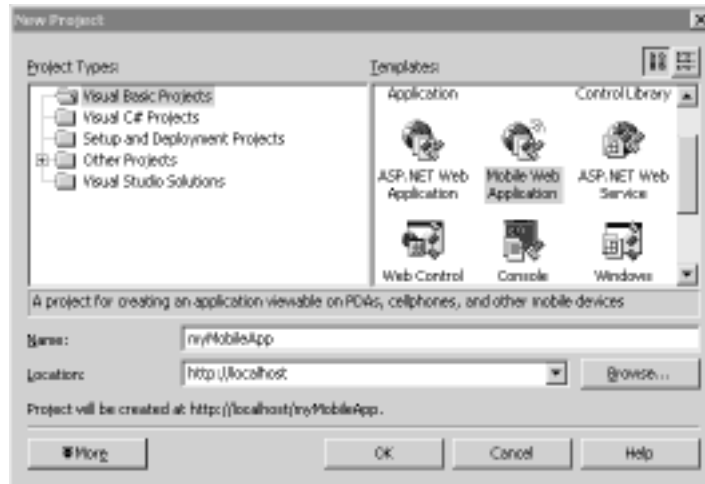 New Project
Project Types:
Templates:
Visual Basic Projects
Visual C# Projects
Setup and Deployment Projects
Other Projects
Visual Studio Solutions
Application
Control Library
ASP.NET Web Application
Mobile Web Application
ASP.NET Web Service
Web Control
Console
Windows
A project for creating an application viewable on PDAs, cellphones, and other mobile devices
Name:
myMobileApp
Location:
http://localhost
Browse...
Project will be created at http://localhost/myMobileApp.
More
OK
Cancel
Help